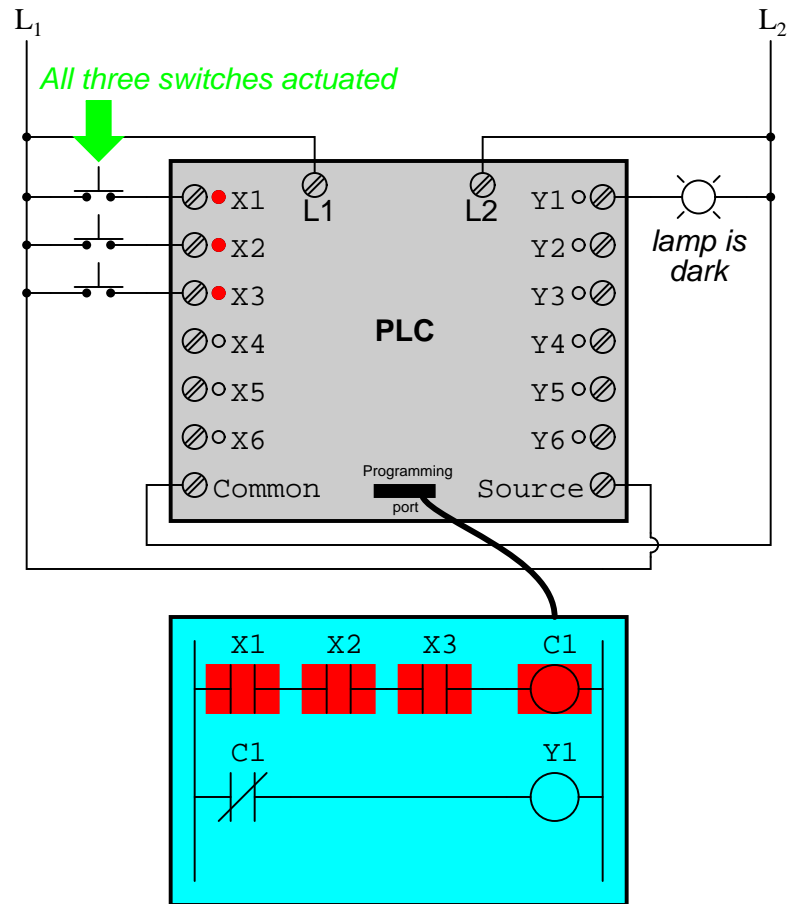 L1
L2
All three switches actuated
X1
X2
X3
X4
X5
X6
Common
L1
L2
PLC
Programming
port
Y1
Y2
Y3
Y4
Y5
Y6
Source
lamp is
dark
X1 X2 X3 C1
C1 Y1